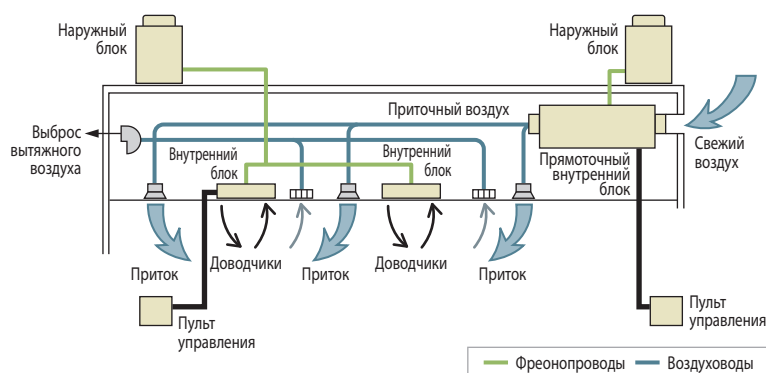 Наружный
блок
Наружный
блок
Приточный воздух
Выброс
вытяжного
воздуха
Внутренний
блок
Внутренний
блок
Прямоточный
внутренний
блок
Свежий
воздух
Приток
Доводчики
Приток
Доводчики
Приток
Пульт
управления
Пульт
управления
Фреонопроводы
Воздуховоды